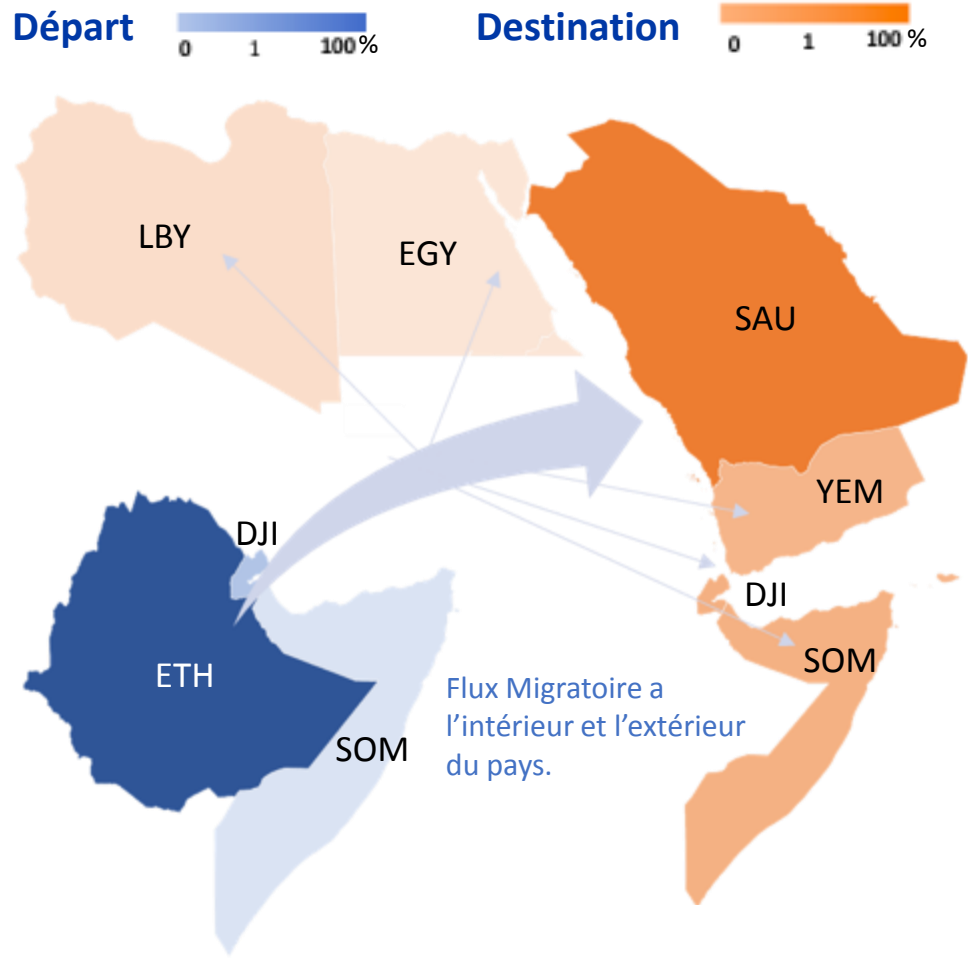 Départ
0 1 100 %
Destination
0 1 100 %
LBY
EGY
SAU
YEM
DJI
DJI
ETH
SOM
SOM
Flux Migratoire a
l’intérieur et l’extérieur
du pays.